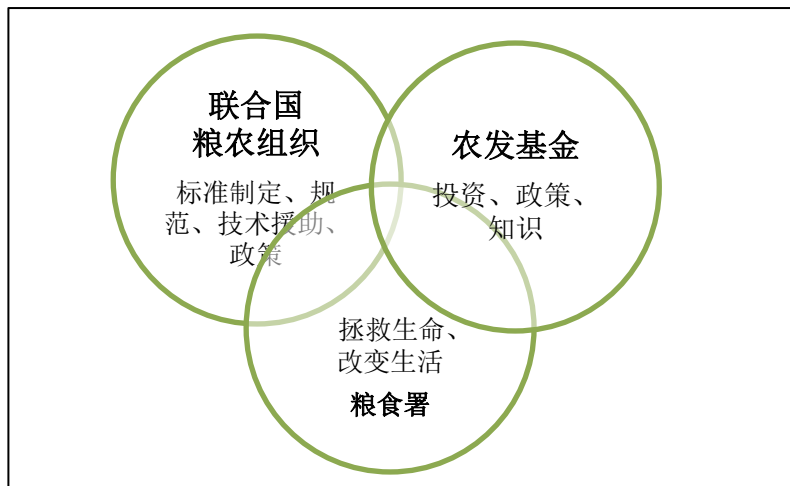 联合国
粮农组织
标准制定、规
范、技术援助、
政策
农发基金
投资、政策、
知识
拯救生命、
改变生活
粮食署